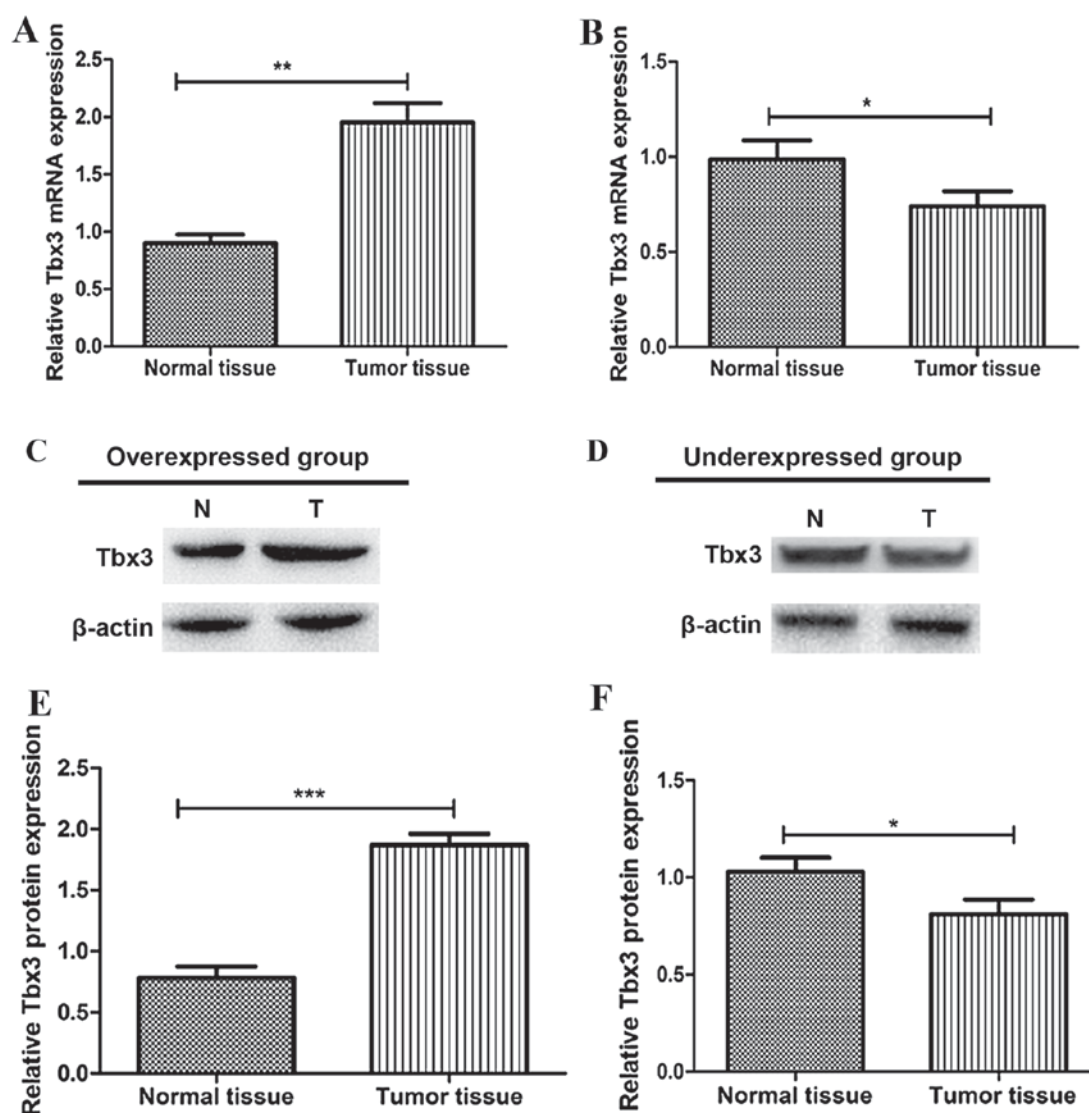 A
Relative Tbx3 mRNA expression
2.5
2.0
1.5
1.0
0.5
0.0
**
Normal tissue
Tumor tissue
B
Relative Tbx3 mRNA expression
1.5
1.0
0.5
0.0
*
Normal tissue
Tumor tissue
C
Overexpressed group
N T
Tbx3
β-actin
D
Underexpressed group
N T
Tbx3
β-actin
E
Relative Tbx3 protein expression
2.5
2.0
1.5
1.0
0.5
0.0
***
Normal tissue
Tumor tissue
F
Relative Tbx3 protein expression
1.5
1.0
0.5
0.0
*
Normal tissue
Tumor tissue